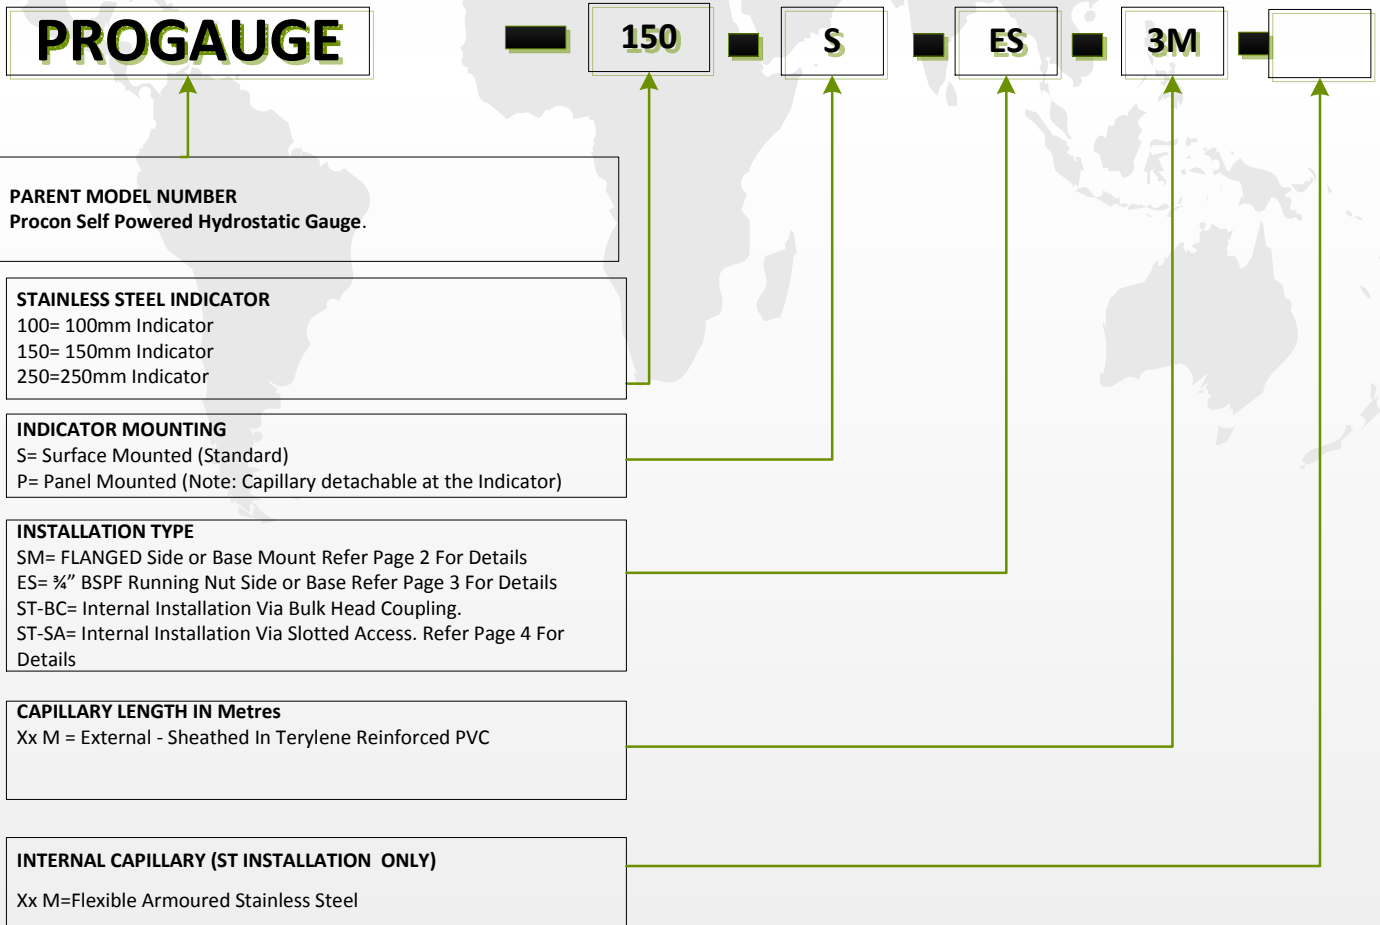 PROGAUGE 150 S ES 3M
PARENT MODEL NUMBER
Procon Self Powered Hydrostatic Gauge.
STAINLESS STEEL INDICATOR
100= 100mm Indicator
150= 150mm Indicator
250=250mm Indicator
INDICATOR MOUNTING
S= Surface Mounted (Standard)
P= Panel Mounted (Note: Capillary detachable at the Indicator)
INSTALLATION TYPE
SM= FLANGED Side or Base Mount Refer Page 2 For Details
ES= ¾” BSPF Running Nut Side or Base Refer Page 3 For Details
ST-BC= Internal Installation Via Bulk Head Coupling.
ST-SA= Internal Installation Via Slotted Access. Refer Page 4 For
Details
CAPILLARY LENGTH IN Metres
Xx M = External - Sheathed In Terylene Reinforced PVC
INTERNAL CAPILLARY (ST INSTALLATION ONLY)
Xx M=Flexible Armoured Stainless Steel